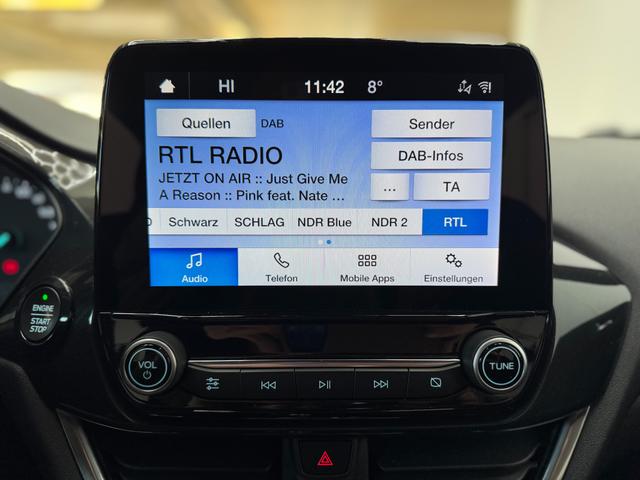 HI 11:42 8°
Quellen DAB Sender
RTL RADIO DAB-Infos
JETZT ON AIR :: Just Give Me
A Reason :: Pink feat. Nate ... ... TA
Schwarz SCHLAG NDR Blue NDR 2 RTL
Audio Telefon Mobile Apps Einstellungen
ENGINE
START
STOP
VOL TUNE